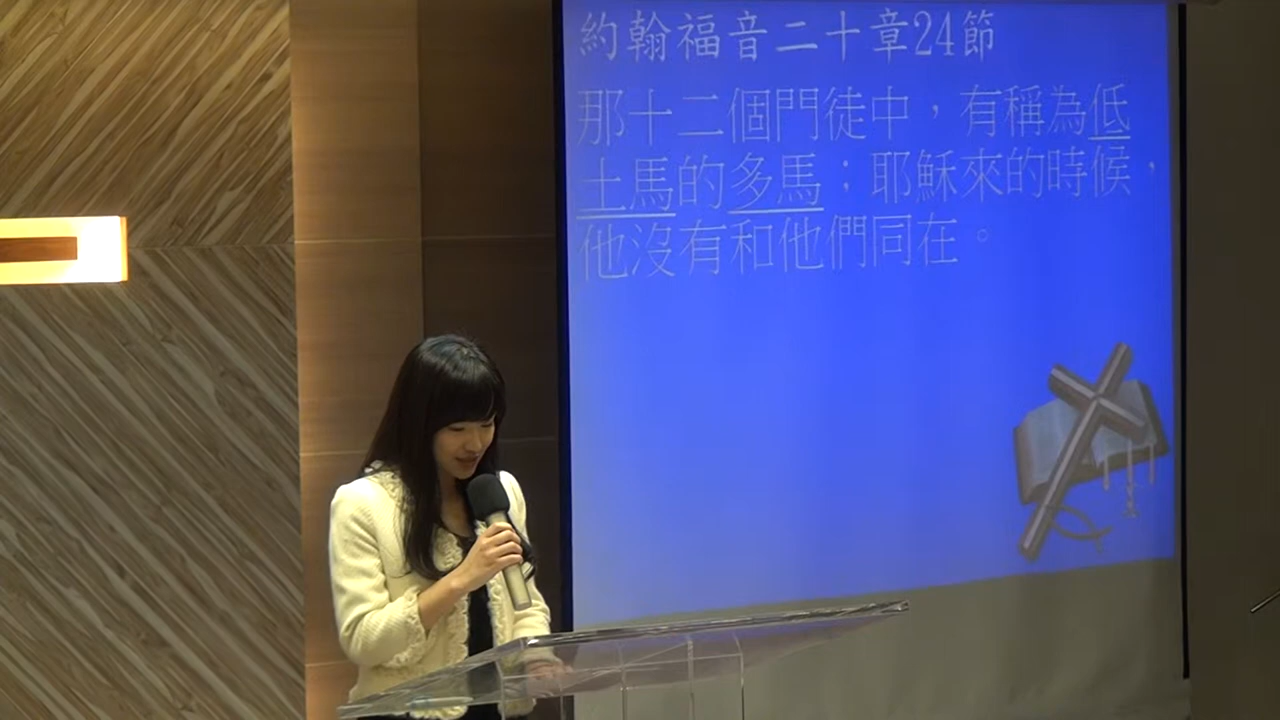 約翰福音二十章24節
那十二個門徒中，有稱為低
土馬的多馬；耶穌來的時候，
他沒有和他們同在。